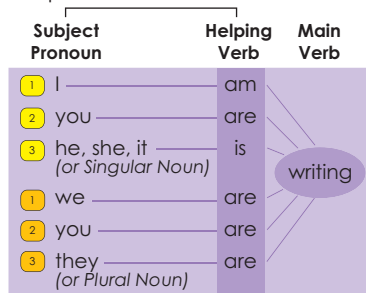 Subject Helping Main
Pronoun Verb Verb
1 I am
2 you are
3 he, she, it is
(or Singular Noun)
writing
1 we are
2 you are
3 they are
(or Plural Noun)